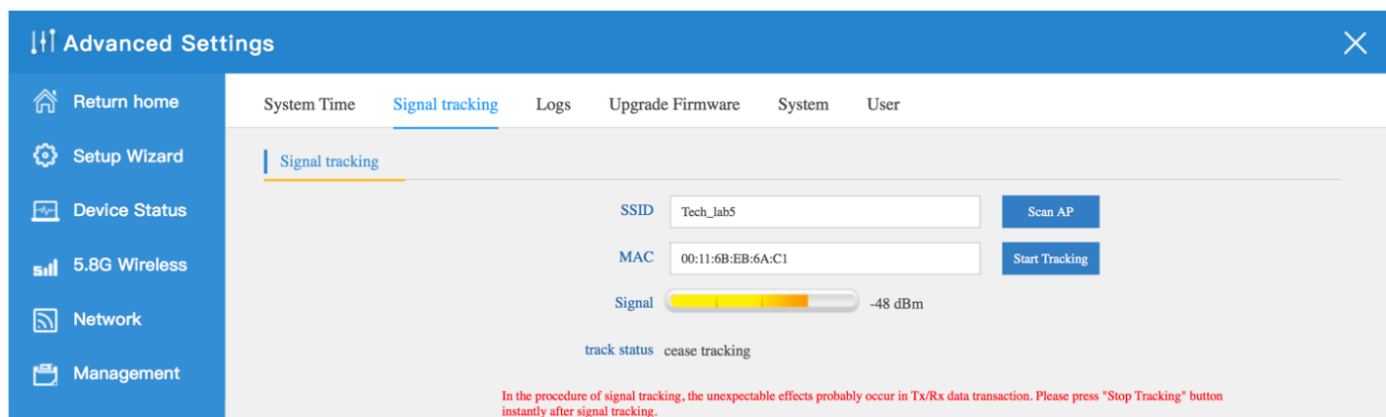 Advanced Settings
Return home
Setup Wizard
Device Status
5.8G Wireless
Network
Management
System Time Signal tracking Logs Upgrade Firmware System User
Signal tracking
SSID Tech_lab5 Scan AP
MAC 00:11:6B:EB:6A:C1 Start Tracking
Signal -48 dBm
track status cease tracking
In the procedure of signal tracking, the unexpectable effects probably occur in Tx/Rx data transaction. Please press "Stop Tracking" button
instantly after signal tracking.